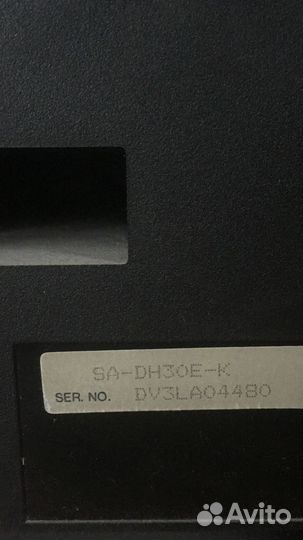 SA-DH30E-K
SER. NO. DV3LA04480
Avito